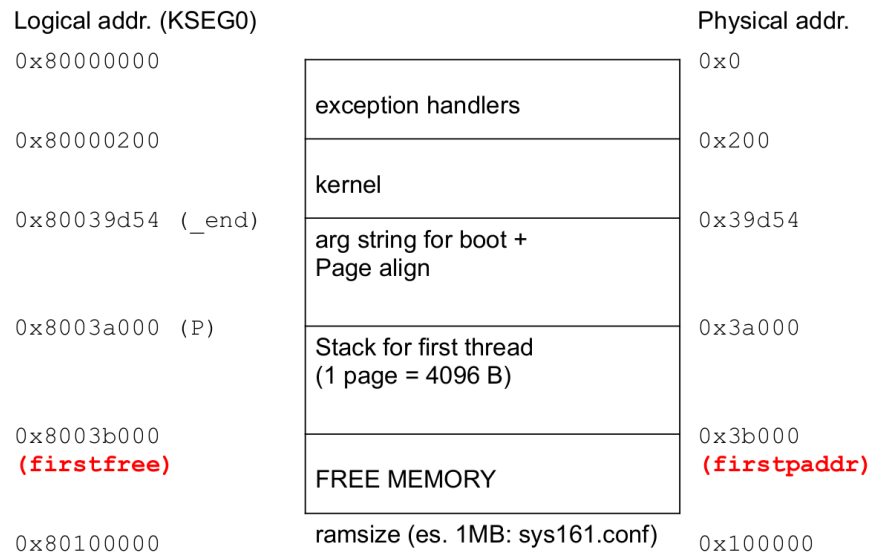 Logical addr. (KSEG0) Physical addr.
0x80000000 0x0
exception handlers
0x80000200 0x200
kernel
0x80039d54 (_end) 0x39d54
arg string for boot +
Page align
0x8003a000 (P) 0x3a000
Stack for first thread
(1 page = 4096 B)
0x8003b000 0x3b000
(firstfree) (firstpaddr)
FREE MEMORY
ramsize (es. 1MB: sys161.conf)
0x80100000 0x100000